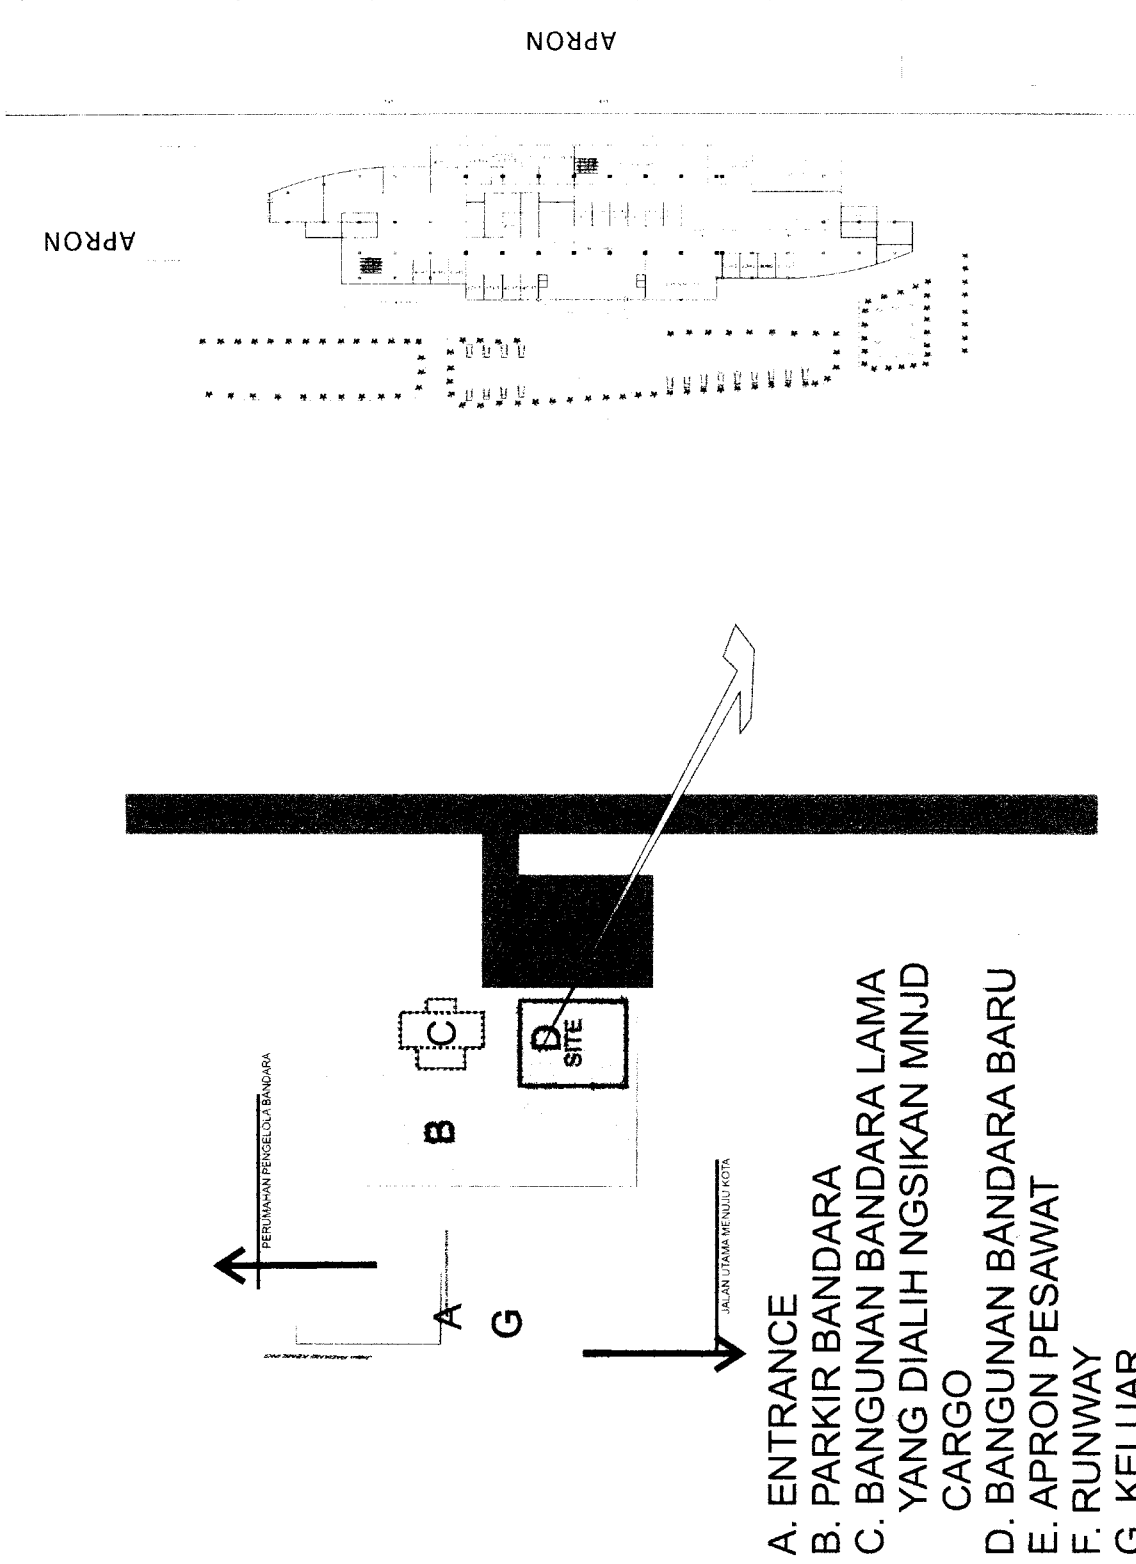 APRON
APRON
PERUMAHAN PENGELOLA BANDARA
C
D
SITE
B
A
G
JALAN UTAMA MENUJU KOTA
A. ENTRANCE
B. PARKIR BANDARA
C. BANGUNAN BANDARA LAMA
YANG DIALIH NGSIKAN MNJD
CARGO
D. BANGUNAN BANDARA BARU
E. APRON PESAWAT
F. RUNWAY
G. KELUAR